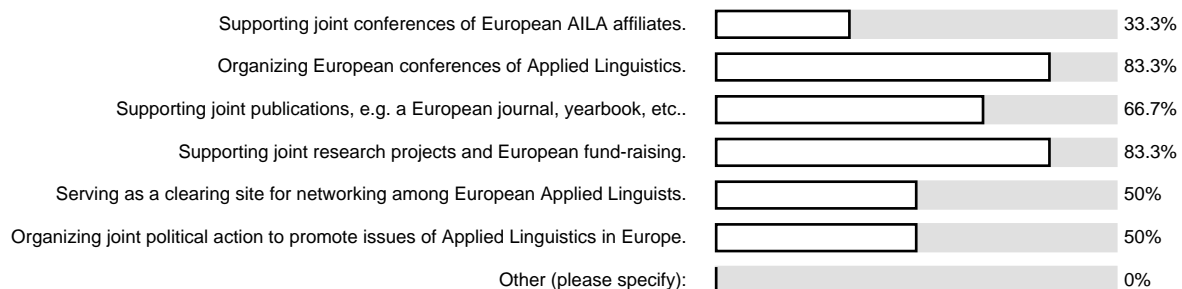 Supporting joint conferences of European AILA affiliates. 33.3%
Organizing European conferences of Applied Linguistics. 83.3%
Supporting joint publications, e.g. a European journal, yearbook, etc.. 66.7%
Supporting joint research projects and European fund-raising. 83.3%
Serving as a clearing site for networking among European Applied Linguists. 50%
Organizing joint political action to promote issues of Applied Linguistics in Europe. 50%
Other (please specify): 0%